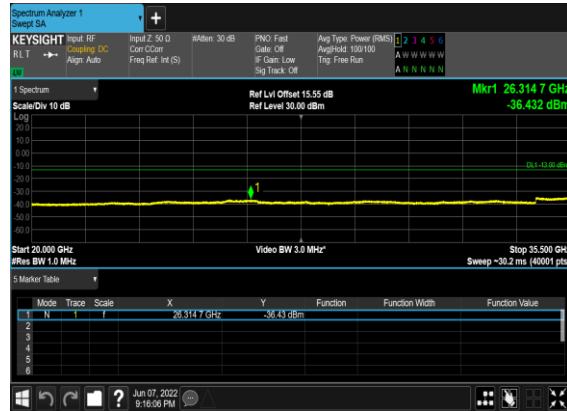 Spectrum Analyzer 1
Swept SA
KEYSIGHT Input: RF Input Z: 50 Ω #Atten: 30 dB PNO: Fast Avg Type: Power (RMS) 1 2 3 4 5 6
RLT Coupling: DC Corr CCorr Gate: Off Avg|Hold: 100/100 A W W W W W
Align: Auto Freq Ref: Int (S) IF Gain: Low Trig: Free Run
LW Sig Track: Off A N N N N N
1 Spectrum Ref Lvl Offset 15.55 dB Mkr1 26.314 7 GHz
Scale/Div 10 dB Ref Level 30.00 dBm -36.432 dBm
Log
20.0
10.0
0.00
-10.0 DL1 -13.00 dBm
-20.0
-30.0 1
-40.0
-50.0
-60.0
Start 20.000 GHz Video BW 3.0 MHz* Stop 35.500 GHz
#Res BW 1.0 MHz Sweep ~30.2 ms (40001 pts)
5 Marker Table
Mode Trace Scale X Y Function Function Width Function Value
1 N 1 f 26.314 7 GHz -36.43 dBm
2
3
4
5
6
? Jun 07, 2022
9:16:06 PM